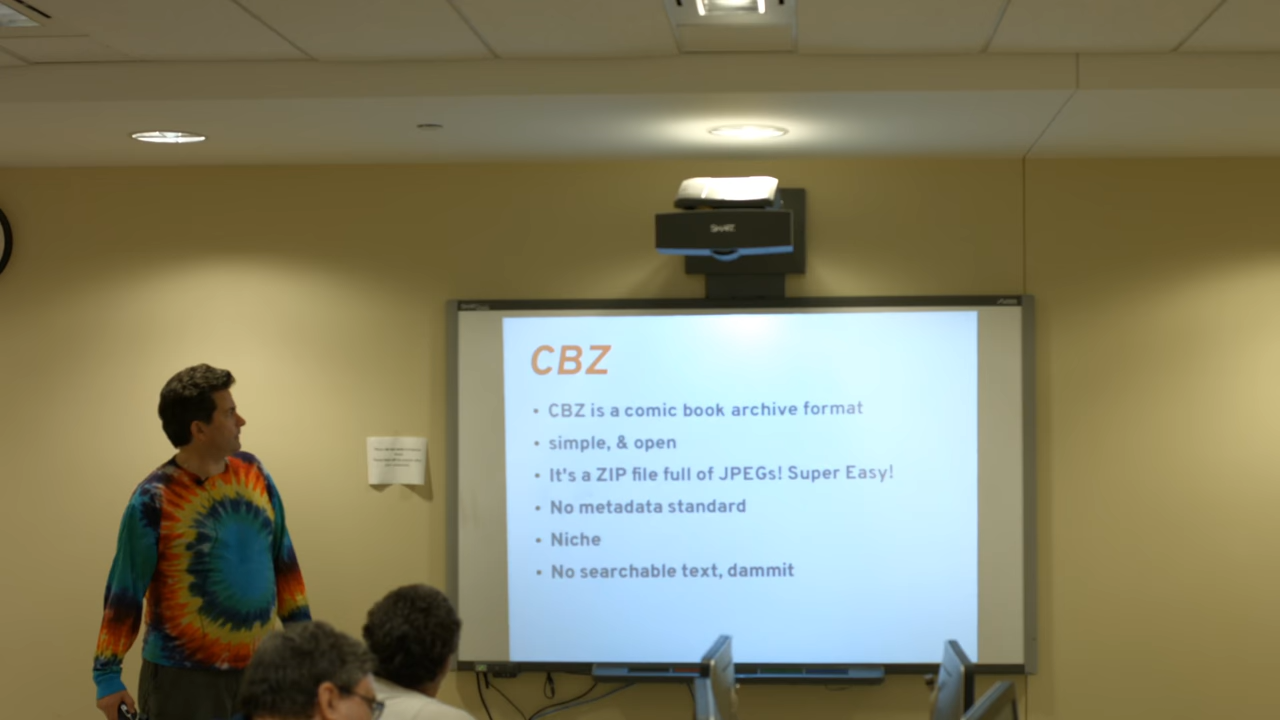 SMART
CBZ
• CBZ is a comic book archive format
• simple, & open
• It's a ZIP file full of JPEGs! Super Easy!
• No metadata standard
• Niche
• No searchable text, dammit